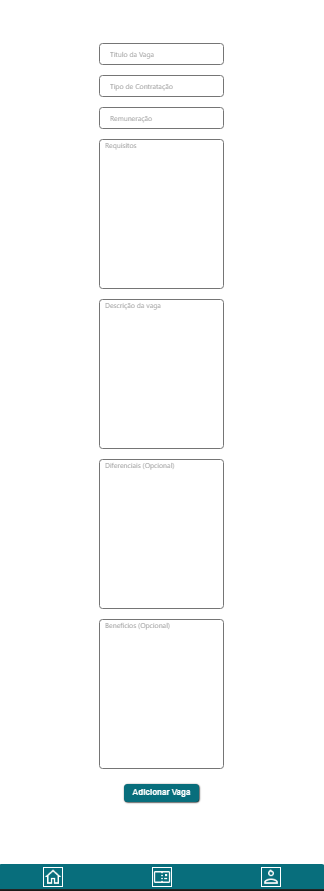 Título da Vaga
Tipo de Contratação
Remuneração
Requisitos
Descrição da vaga
Diferenciais (Opcional)
Benefícios (Opcional)
Adicionar Vaga